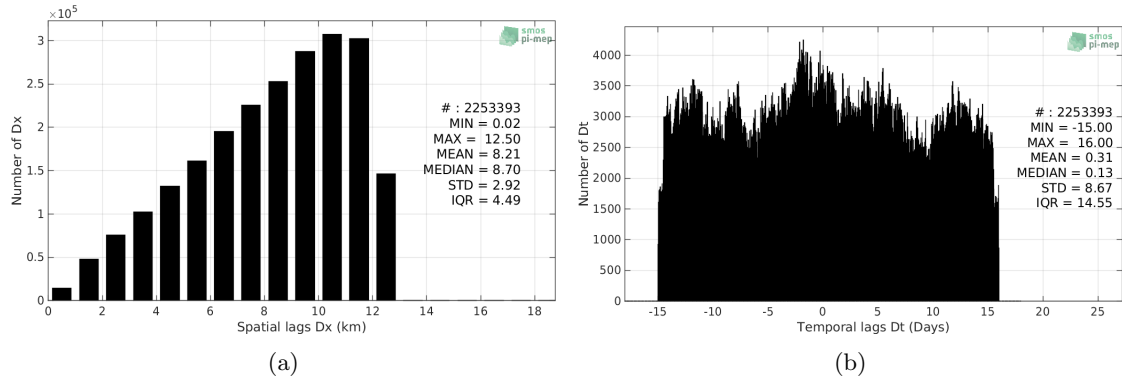 ×10^5
smos
pi-mep
3
2.5
2
1.5
1
0.5
0
Number of Dx
# : 2253393
MIN = 0.02
MAX = 12.50
MEAN = 8.21
MEDIAN = 8.70
STD = 2.92
IQR = 4.49
0 2 4 6 8 10 12 14 16 18
Spatial lags Dx (km)
(a)
smos
pi-mep
4000
3500
3000
2500
2000
1500
1000
500
0
Number of Dt
# : 2253393
MIN = -15.00
MAX = 16.00
MEAN = 0.31
MEDIAN = 0.13
STD = 8.67
IQR = 14.55
-15 -10 -5 0 5 10 15 20 25
Temporal lags Dt (Days)
(b)